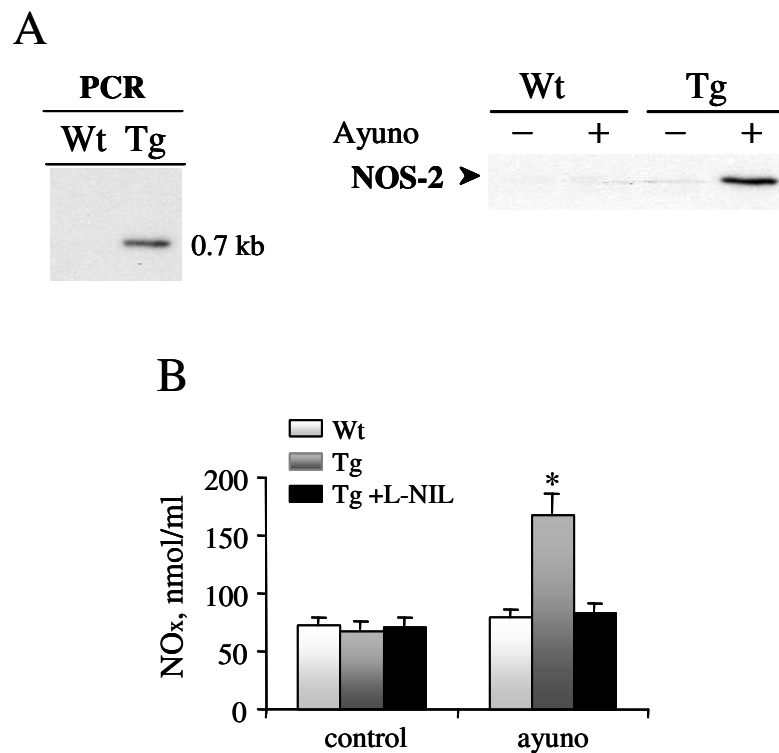 A
PCR
Wt Tg
0.7 kb
Wt Tg
Ayuno − + − +
NOS-2
B
Wt
Tg
Tg +L-NIL
NOx, nmol/ml
200
150
100
50
0
*
control ayuno